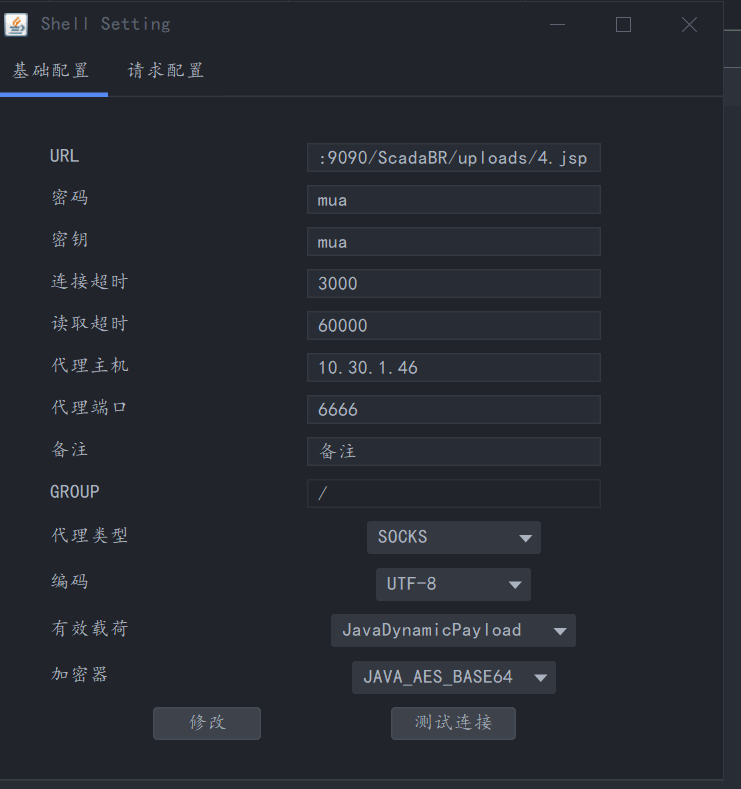 Shell Setting
基础配置 请求配置
URL :9090/ScadaBR/uploads/4.jsp
密码 mua
密钥 mua
连接超时 3000
读取超时 60000
代理主机 10.30.1.46
代理端口 6666
备注 备注
GROUP /
代理类型 SOCKS
编码 UTF-8
有效载荷 JavaDynamicPayload
加密器 JAVA_AES_BASE64
修改 测试连接